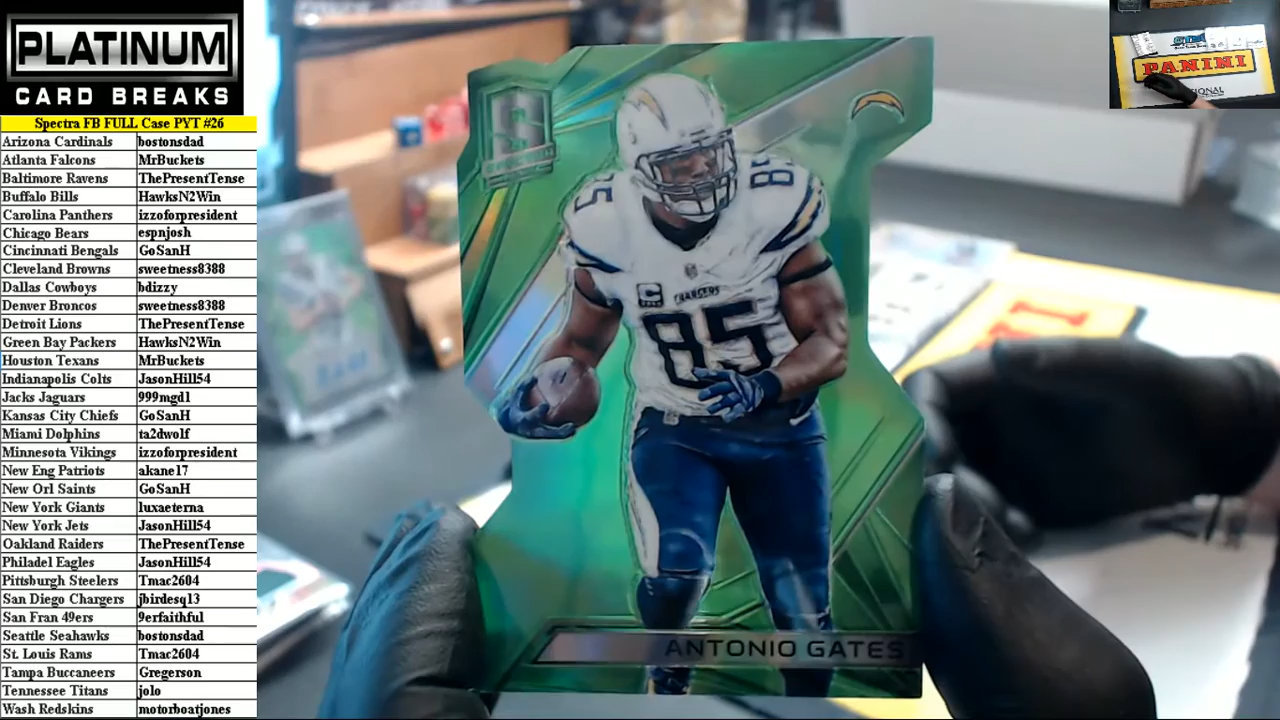 PLATINUM
CARD BREAKS
Spectra FB FULL Case PYT #26
Arizona Cardinals bostonsdad
Atlanta Falcons MrBuckets
Baltimore Ravens ThePresentTense
Buffalo Bills HawksN2Win
Carolina Panthers izzoforpresident
Chicago Bears espnjosh
Cincinnati Bengals GoSanH
Cleveland Browns sweetness8388
Dallas Cowboys bdizzy
Denver Broncos sweetness8388
Detroit Lions ThePresentTense
Green Bay Packers HawksN2Win
Houston Texans MrBuckets
Indianapolis Colts JasonHill54
Jacks Jaguars 999mgd1
Kansas City Chiefs GoSanH
Miami Dolphins ta2dwolf
Minnesota Vikings izzoforpresident
New Eng Patriots akane17
New Orl Saints GoSanH
New York Giants luxaeterna
New York Jets JasonHill54
Oakland Raiders ThePresentTense
Philadel Eagles JasonHill54
Pittsburgh Steelers Tmac2604
San Diego Chargers jbirdesq13
San Fran 49ers 9erfaithful
Seattle Seahawks bostonsdad
St. Louis Rams Tmac2604
Tampa Buccaneers Gregerson
Tennessee Titans jolo
Wash Redskins motorboatjones
S
85
85
C
CHARGERS
85
ANTONIO GATES
PANINI